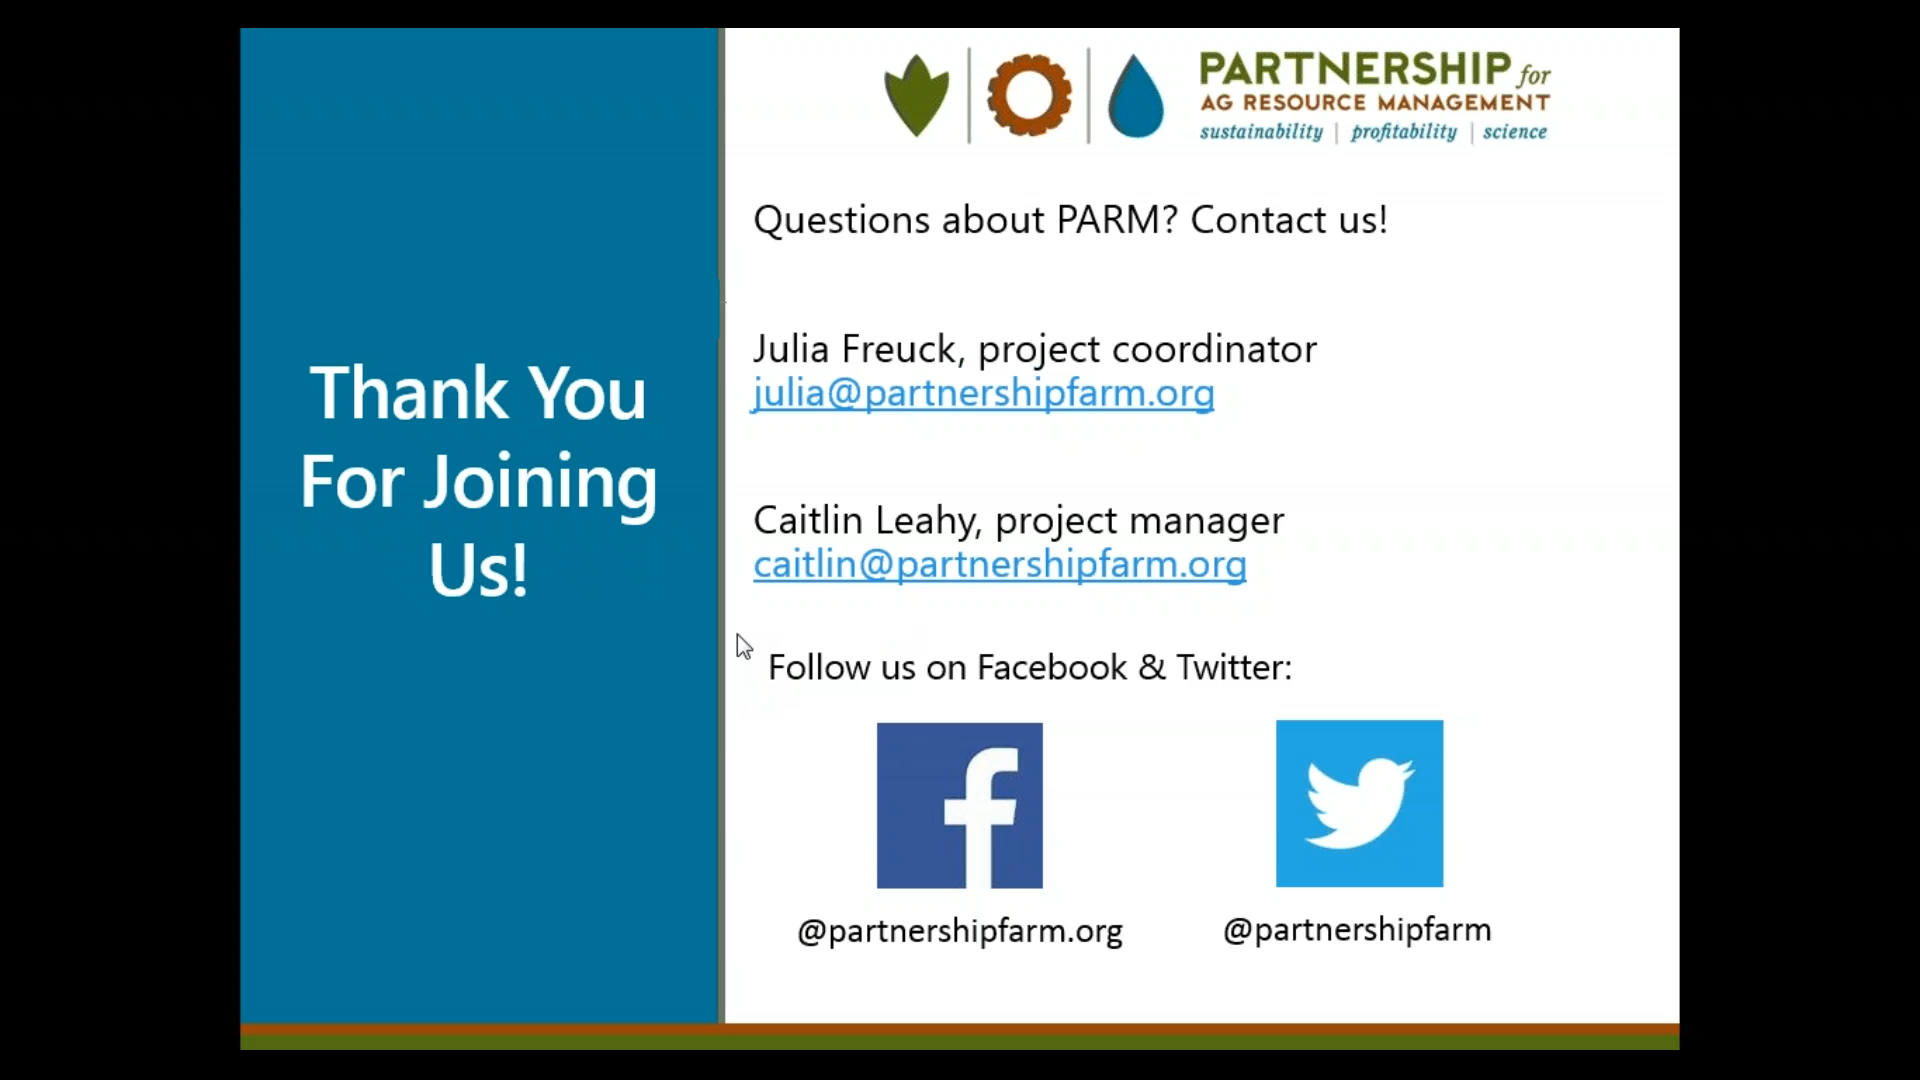 Thank You
For Joining
Us!
PARTNERSHIP for
AG RESOURCE MANAGEMENT
sustainability | profitability | science
Questions about PARM? Contact us!
Julia Freuck, project coordinator
julia@partnershipfarm.org
Caitlin Leahy, project manager
caitlin@partnershipfarm.org
Follow us on Facebook & Twitter:
@partnershipfarm.org
@partnershipfarm